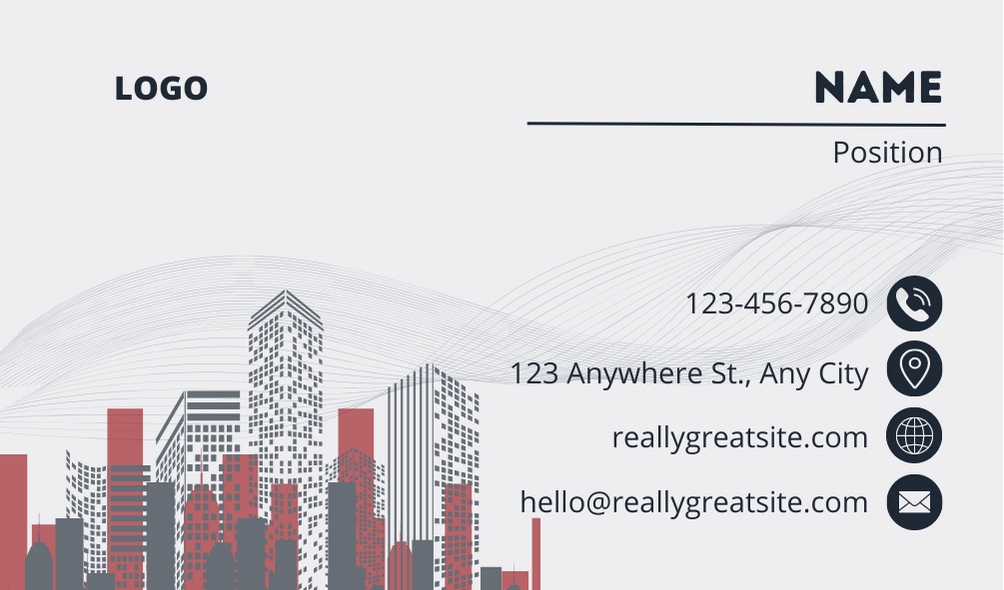 LOGO
NAME
Position
123-456-7890
123 Anywhere St., Any City
reallygreatsite.com
hello@reallygreatsite.com